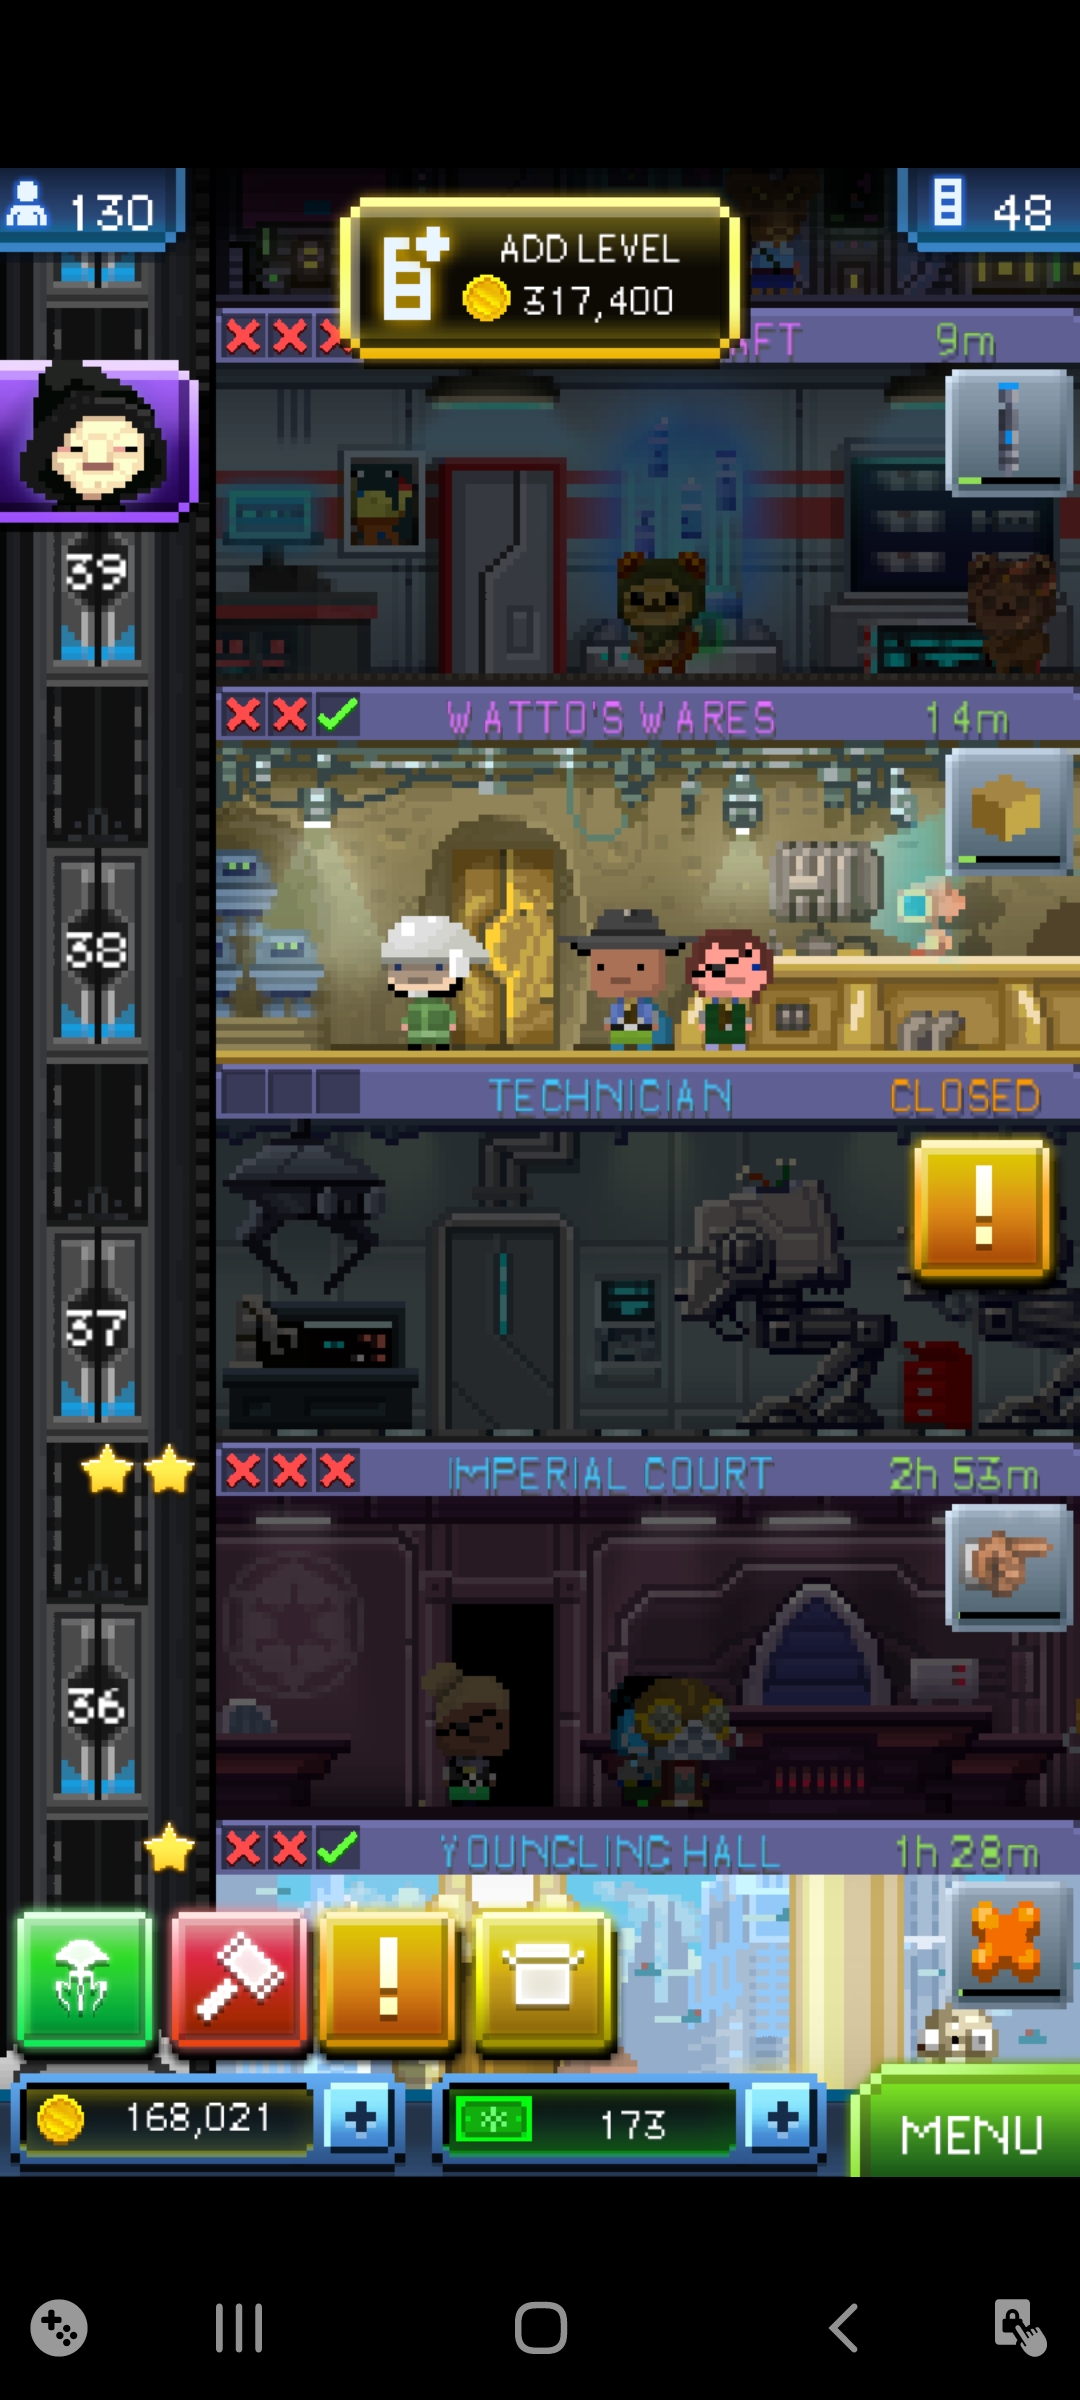 130
ADD LEVEL
317,400
48
9m
39
WATTO'S WARES
14m
38
TECHNICIAN
CLOSED
!
37
IMPERIAL COURT
2h 53m
36
YOUNGLING HALL
1h 28m
!
168,021
+
173
+
MENU